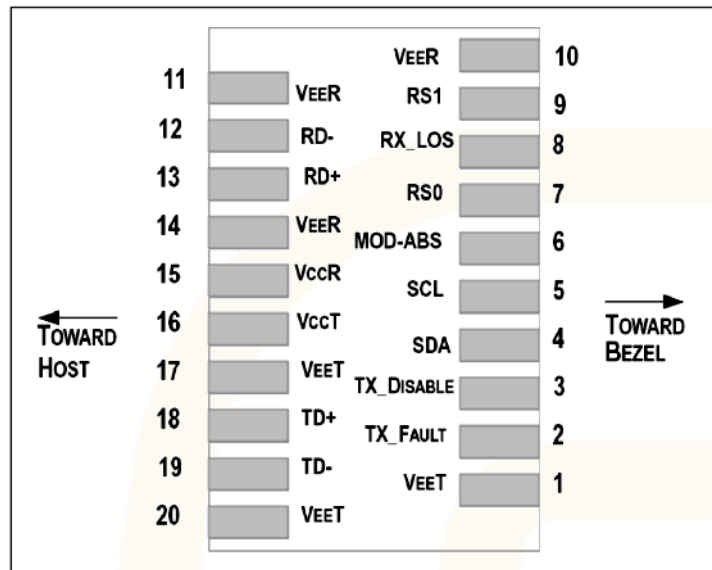 VEER 10
11 VEER
RS1 9
12 RD-
RX_LOS 8
13 RD+
RS0 7
14 VEER
MOD-ABS 6
15 VCCR
SCL 5
16 VCCT
SDA 4
17 VEET
TX_DISABLE 3
18 TD+
TX_FAULT 2
19 TD-
VEET 1
20 VEET
TOWARD
HOST
TOWARD
BEZEL